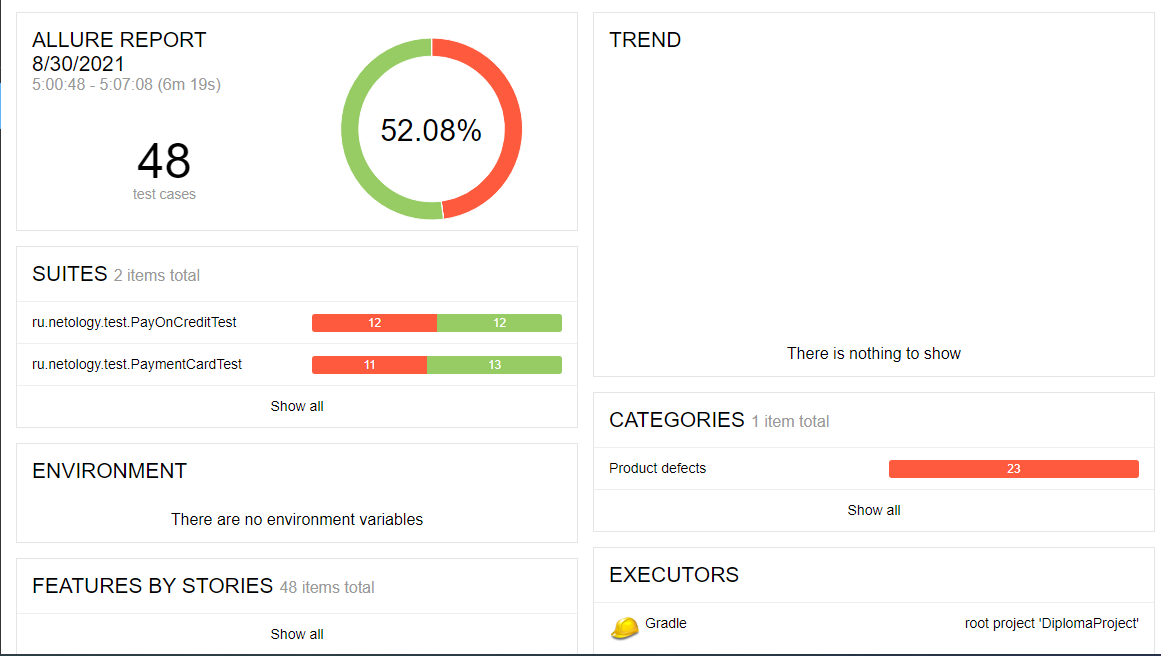 ALLURE REPORT
8/30/2021
5:00:48 - 5:07:08 (6m 19s)
48
test cases
52.08%
SUITES 2 items total
ru.netology.test.PayOnCreditTest 12 12
ru.netology.test.PaymentCardTest 11 13
Show all
ENVIRONMENT
There are no environment variables
FEATURES BY STORIES 48 items total
Show all
TREND
There is nothing to show
CATEGORIES 1 item total
Product defects 23
Show all
EXECUTORS
Gradle root project 'DiplomaProject'